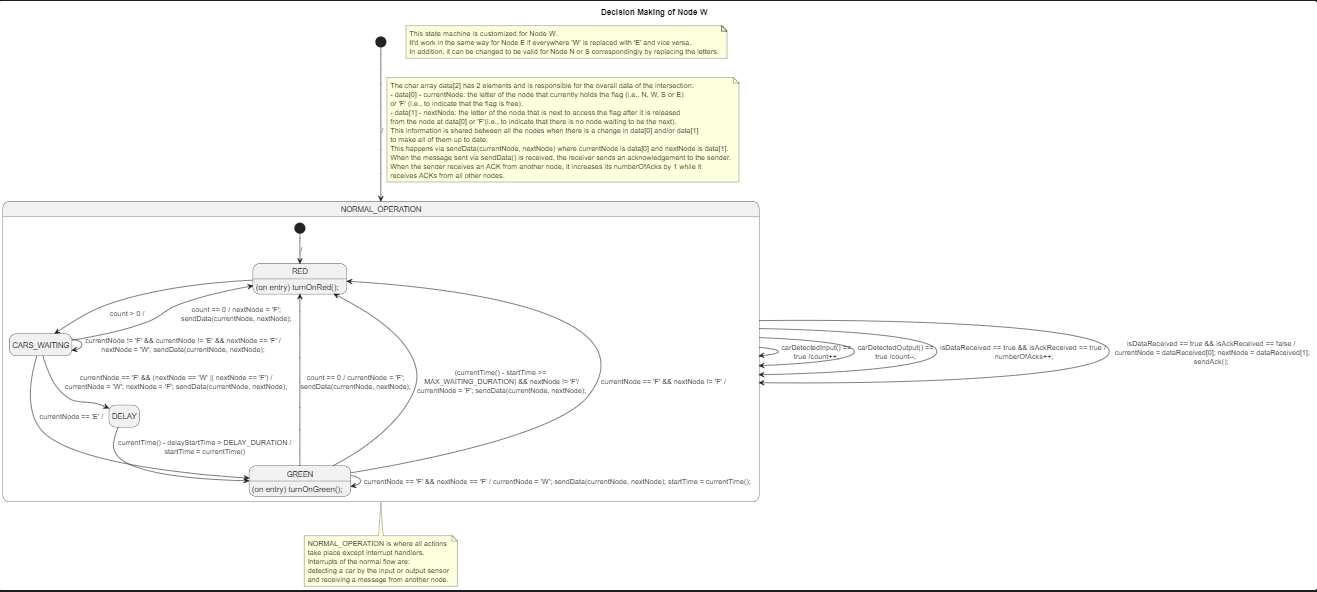 Decision Making of Node W
This state machine is customized for Node W.
It'd work in the same way for Node E if everywhere 'W' is replaced with 'E' and vice versa.
In addition, it can be changed to be valid for Node N or S correspondingly by replacing the letters.
The char array data[2] has 2 elements and is responsible for the overall data of the intersection:
- data[0] - currentNode: the letter of the node that currently holds the flag (i.e., N, W, S or E)
or 'F' (i.e., to indicate that the flag is free).
- data[1] - nextNode: the letter of the node that is next to access the flag after it is released
from the node at data[0] or 'F'(i.e., to indicate that there is no node waiting to be the next).
This information is shared between all the nodes when there is a change in data[0] and/or data[1]
to make all of them up to date.
This happens via sendData(currentNode, nextNode) where currentNode is data[0] and nextNode is data[1].
When the message sent via sendData() is received, the receiver sends an acknowledgement to the sender.
When the sender receives an ACK from another node, it increases its numberOfAcks by 1 while it
receives ACKs from all other nodes.
/
NORMAL_OPERATION
/
RED
(on entry) turnOnRed();
count > 0 /
count == 0 / nextNode = 'F';
sendData(currentNode, nextNode);
CARS_WAITING
currentNode != 'F' && currentNode != 'E' && nextNode == 'F' /
nextNode = 'W'; sendData(currentNode, nextNode);
currentNode == 'F' && (nextNode == 'W' || nextNode == 'F') /
currentNode = 'W'; nextNode = 'F'; sendData(currentNode, nextNode);
count == 0 / currentNode = 'F';
sendData(currentNode, nextNode);
(currentTime() - startTime >=
MAX_WAITING_DURATION) && nextNode != 'F'/
currentNode = 'F'; sendData(currentNode, nextNode);
currentNode == 'F' && nextNode != 'F' /
currentNode == 'E' /
DELAY
currentTime() - delayStartTime > DELAY_DURATION /
startTime = currentTime()
GREEN
(on entry) turnOnGreen();
currentNode == 'F' && nextNode == 'F' / currentNode = 'W'; sendData(currentNode, nextNode); startTime = currentTime();
carDetectedInput() ==
true /count++;
carDetectedOutput() ==
true /count--;
isDataReceived == true && isAckReceived == true /
numberOfAcks++;
isDataReceived == true && isAckReceived == false /
currentNode = dataReceived[0]; nextNode = dataReceived[1];
sendAck();
NORMAL_OPERATION is where all actions
take place except interrupt handlers.
Interrupts of the normal flow are:
detecting a car by the input or output sensor
and receiving a message from another node.